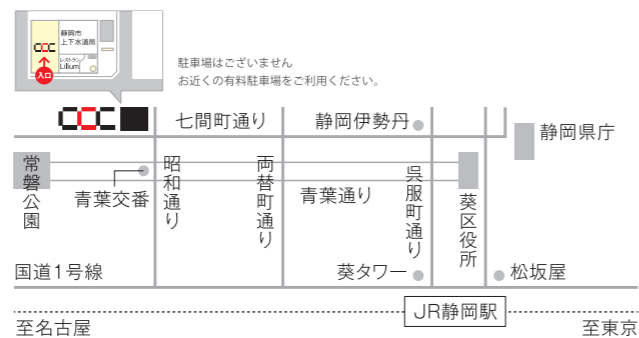 静岡市
上下水道局
CCC
レストラン
Lilium
入口
駐車場はございません
お近くの有料駐車場をご利用ください。
CCC
七間町通り
静岡伊勢丹
静岡県庁
常磐公園
青葉交番
昭和通り
両替町通り
青葉通り
呉服町通り
葵区役所
国道1号線
葵タワー
松坂屋
JR静岡駅
至名古屋
至東京